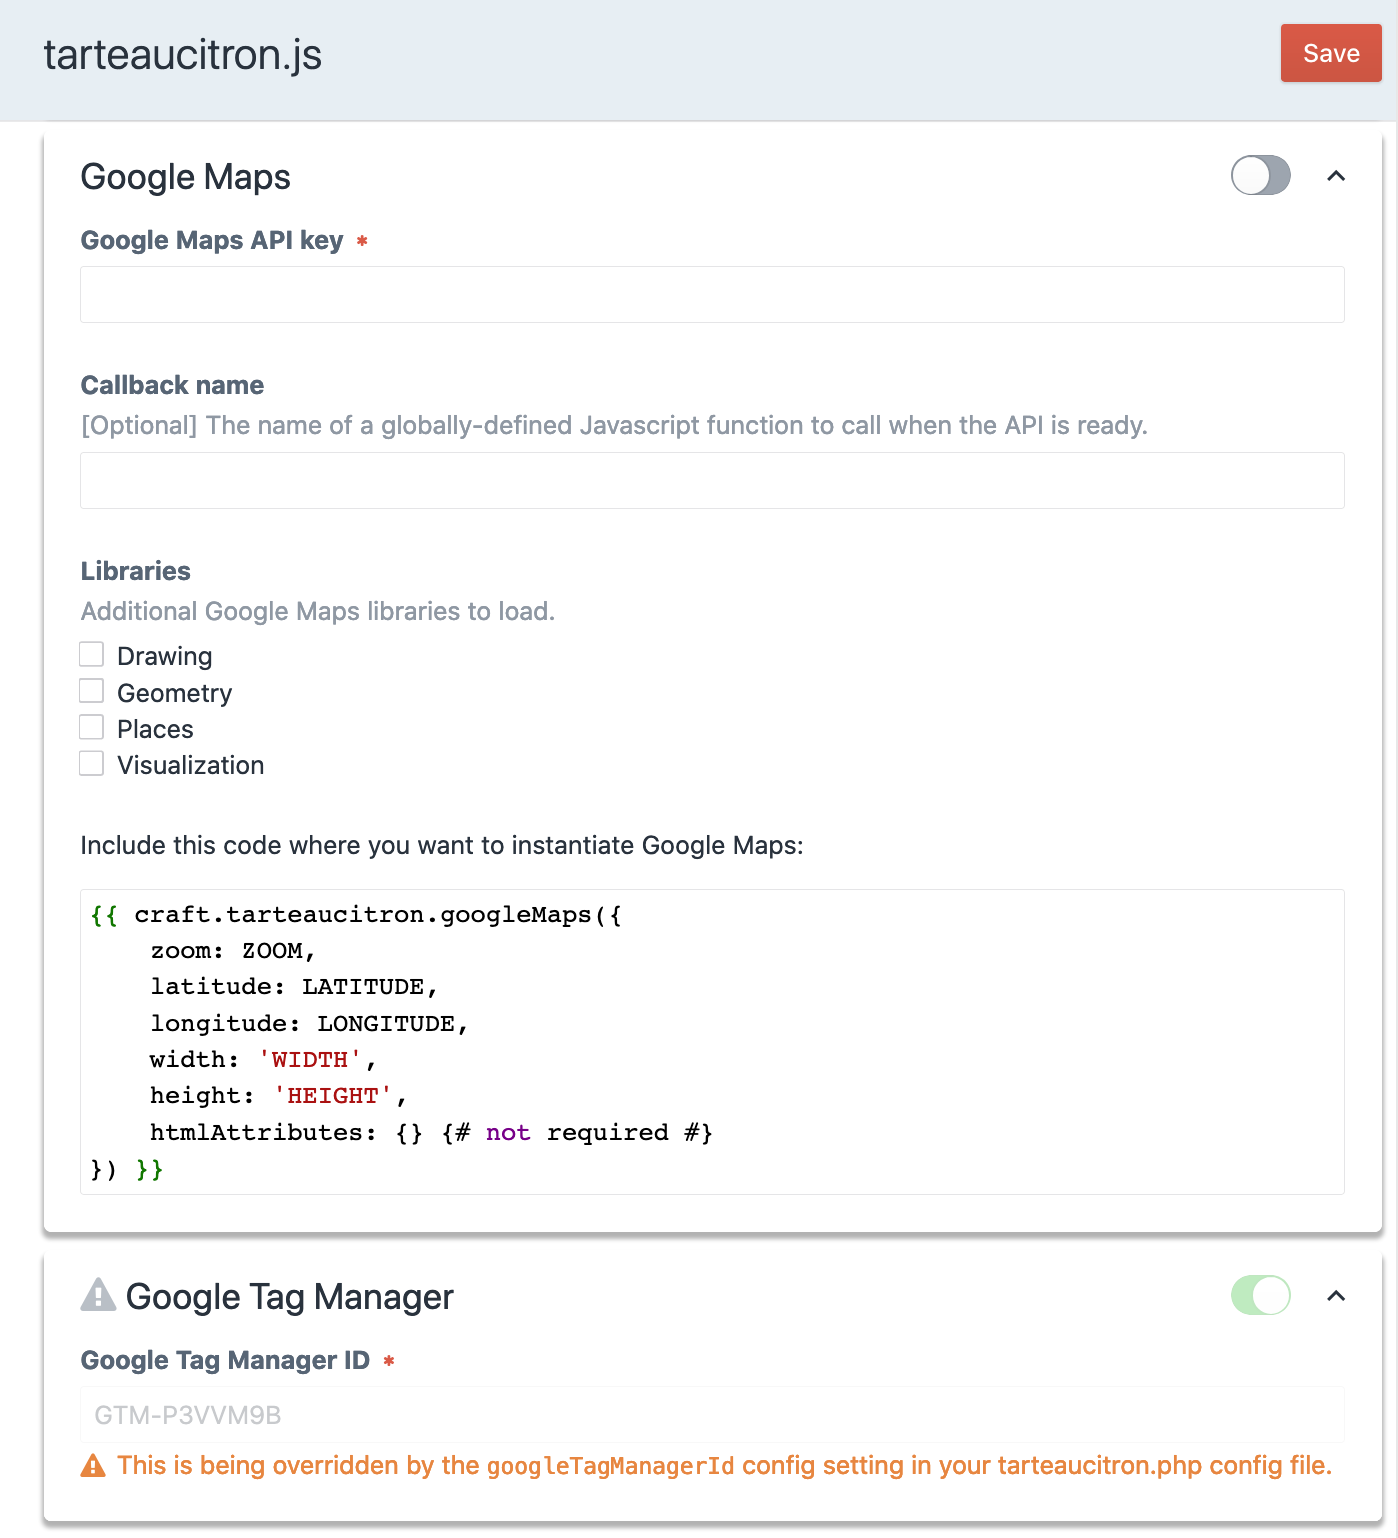 tarteaucitron.js
Save
Google Maps
Google Maps API key *
Callback name
[Optional] The name of a globally-defined Javascript function to call when the API is ready.
Libraries
Additional Google Maps libraries to load.
Drawing
Geometry
Places
Visualization
Include this code where you want to instantiate Google Maps:
{{ craft.tarteaucitron.googleMaps({
    zoom: ZOOM,
    latitude: LATITUDE,
    longitude: LONGITUDE,
    width: 'WIDTH',
    height: 'HEIGHT',
    htmlAttributes: {} {# not required #}
}) }}
Google Tag Manager
Google Tag Manager ID *
GTM-P3VVM9B
This is being overridden by the googleTagManagerId config setting in your tarteaucitron.php config file.